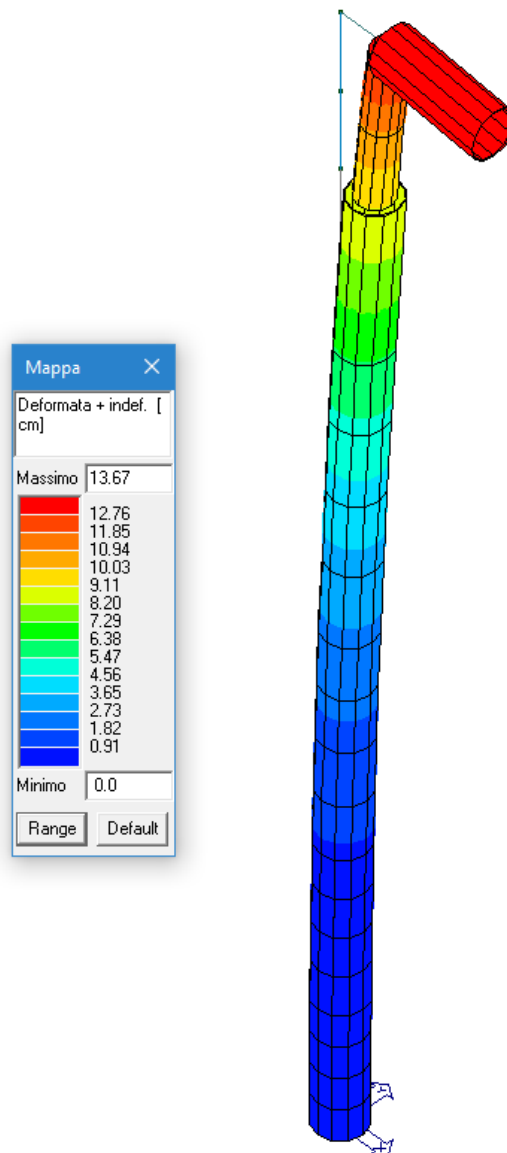 Mappa
Deformata + indef. [
cm]
Massimo 13.67
12.76
11.85
10.94
10.03
9.11
8.20
7.29
6.38
5.47
4.56
3.65
2.73
1.82
0.91
Minimo 0.0
Range Default